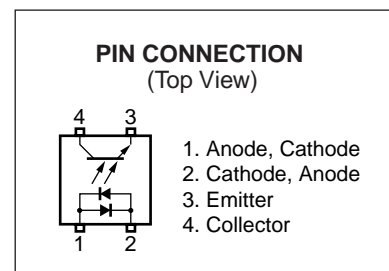 PIN CONNECTION
(Top View)
4 3
1. Anode, Cathode
2. Cathode, Anode
3. Emitter
4. Collector
1 2